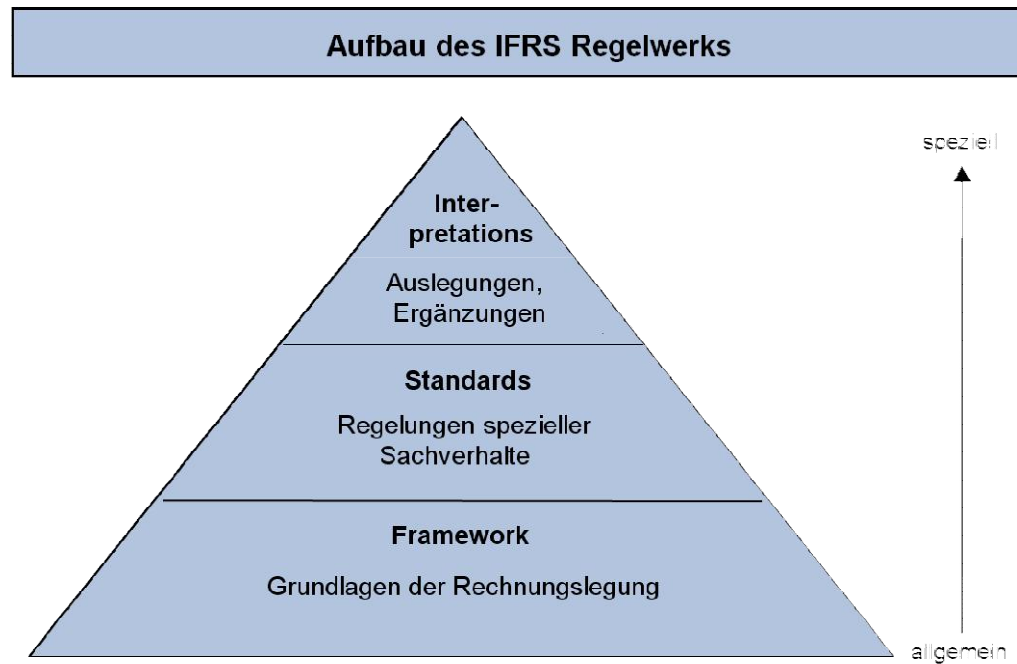 Aufbau des IFRS Regelwerks
speziell
Inter-
pretations
Auslegungen,
Ergänzungen
Standards
Regelungen spezieller
Sachverhalte
Framework
Grundlagen der Rechnungslegung
allgemein